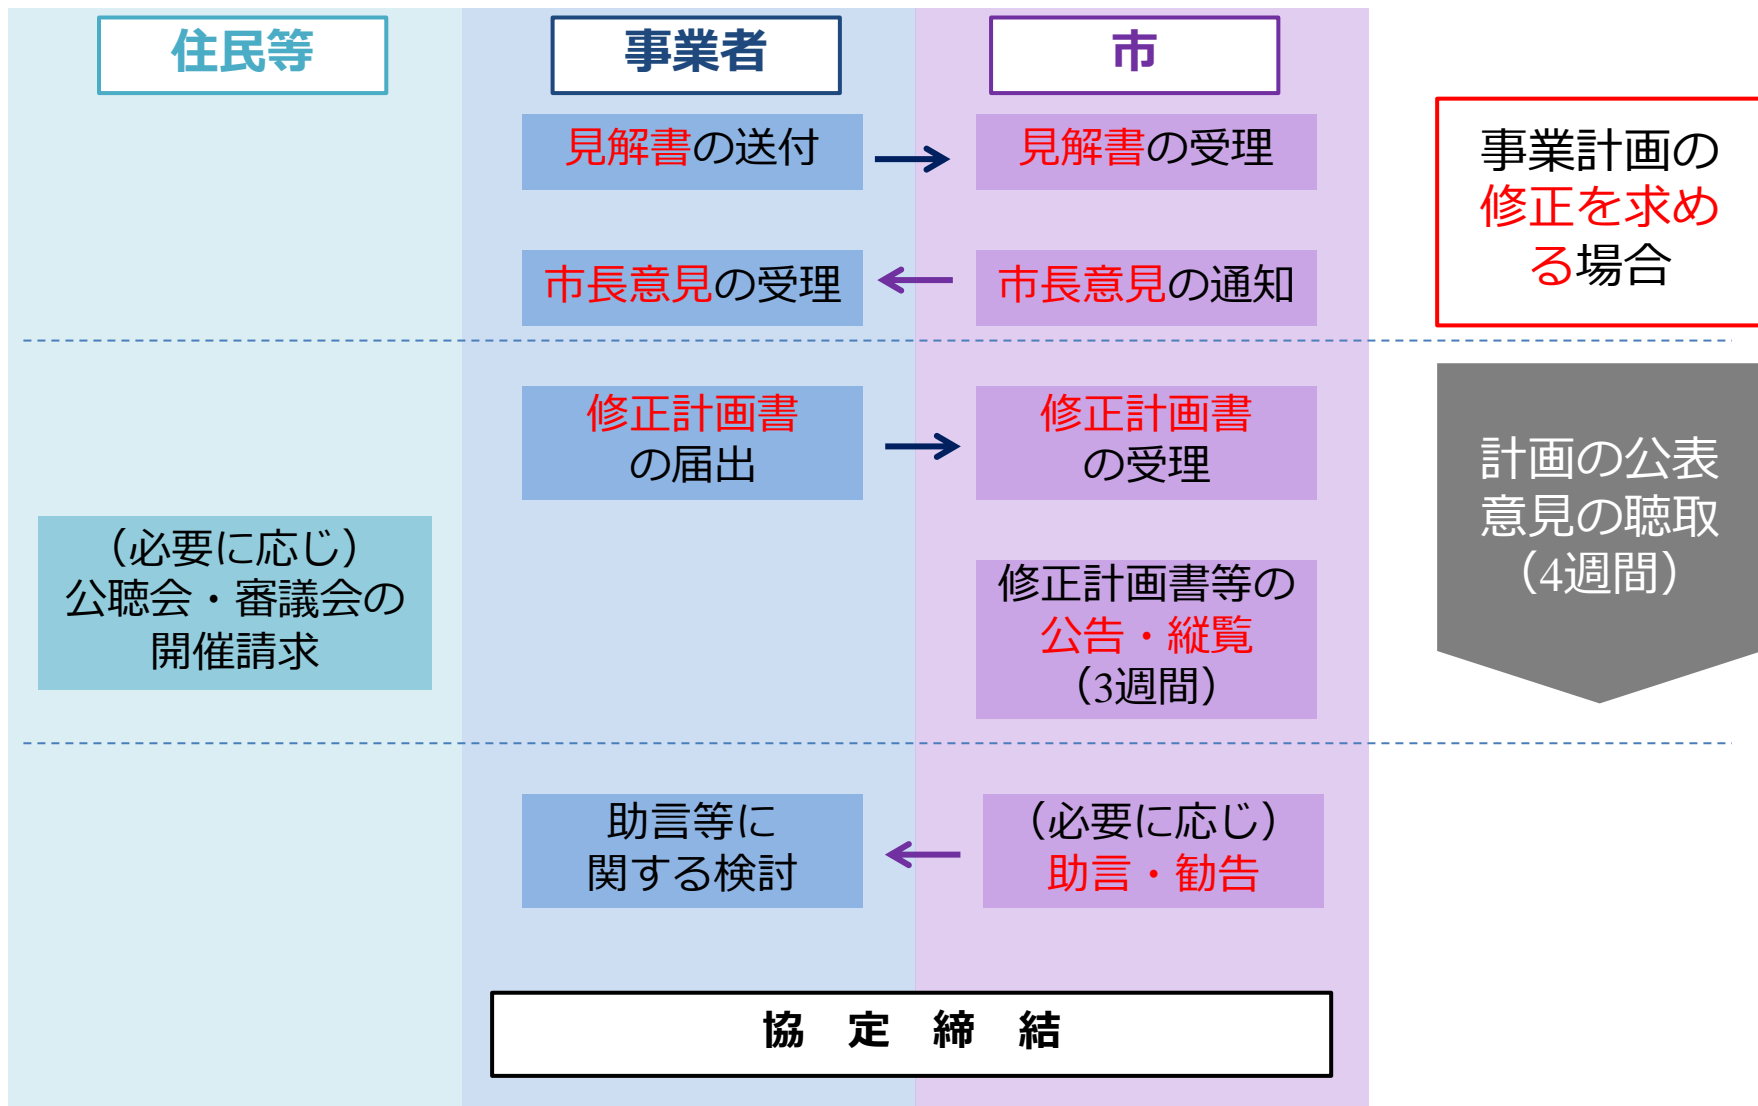 住民等
事業者
市
見解書の送付
見解書の受理
事業計画の
修正を求め
る場合
市長意見の受理
市長意見の通知
修正計画書
の届出
修正計画書
の受理
計画の公表
意見の聴取
（4週間）
（必要に応じ）
公聴会・審議会の
開催請求
修正計画書等の
公告・縦覧
（3週間）
助言等に
関する検討
（必要に応じ）
助言・勧告
協　定　締　結